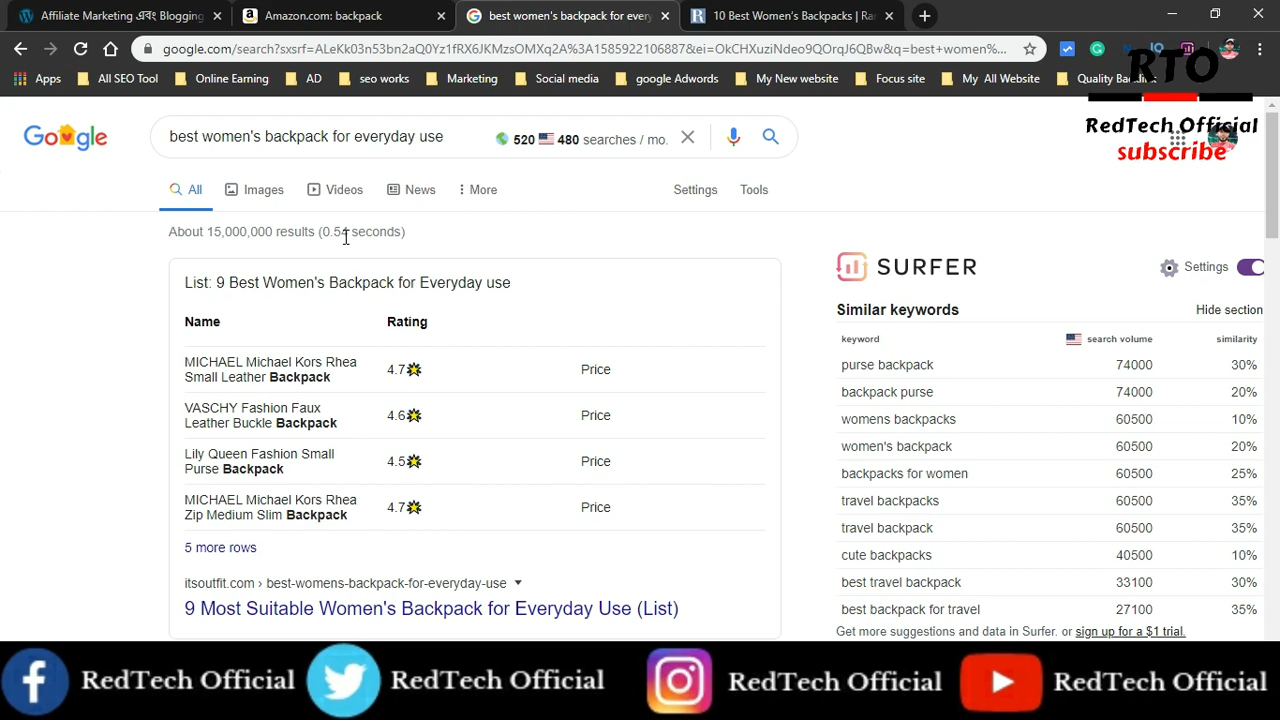 Affiliate Marketing এবং Blogging
Amazon.com: backpack
best women's backpack for every
10 Best Women's Backpacks | Ra
google.com/search?sxsrf=ALeKk03n53bn2aQ0Yz1fRX6JKMzsOMXq2A%3A1585922106887&ei=OkCHXuziNdeo9QOrqJ6QBw&q=best+women%...
Apps
All SEO Tool
Online Earning
AD
seo works
Marketing
Social media
google Adwords
My New website
Focus site
My All Website
Quality Backlink
RTO
RedTech Official
subscribe
Google
best women's backpack for everyday use
520 480 searches / mo.
All
Images
Videos
News
More
Settings
Tools
About 15,000,000 results (0.54 seconds)
List: 9 Best Women's Backpack for Everyday use
Name Rating
MICHAEL Michael Kors Rhea
Small Leather Backpack
4.7 Price
VASCHY Fashion Faux
Leather Buckle Backpack
4.6 Price
Lily Queen Fashion Small
Purse Backpack
4.5 Price
MICHAEL Michael Kors Rhea
Zip Medium Slim Backpack
4.7 Price
5 more rows
itsoutfit.com › best-womens-backpack-for-everyday-use
9 Most Suitable Women's Backpack for Everyday Use (List)
SURFER
Settings
Similar keywords
Hide section
keyword search volume similarity
purse backpack 74000 30%
backpack purse 74000 20%
womens backpacks 60500 10%
women's backpack 60500 20%
backpacks for women 60500 25%
travel backpacks 60500 35%
travel backpack 60500 35%
cute backpacks 40500 10%
best travel backpack 33100 30%
best backpack for travel 27100 35%
Get more suggestions and data in Surfer. or sign up for a $1 trial.
RedTech Official
RedTech Official
RedTech Official
RedTech Official